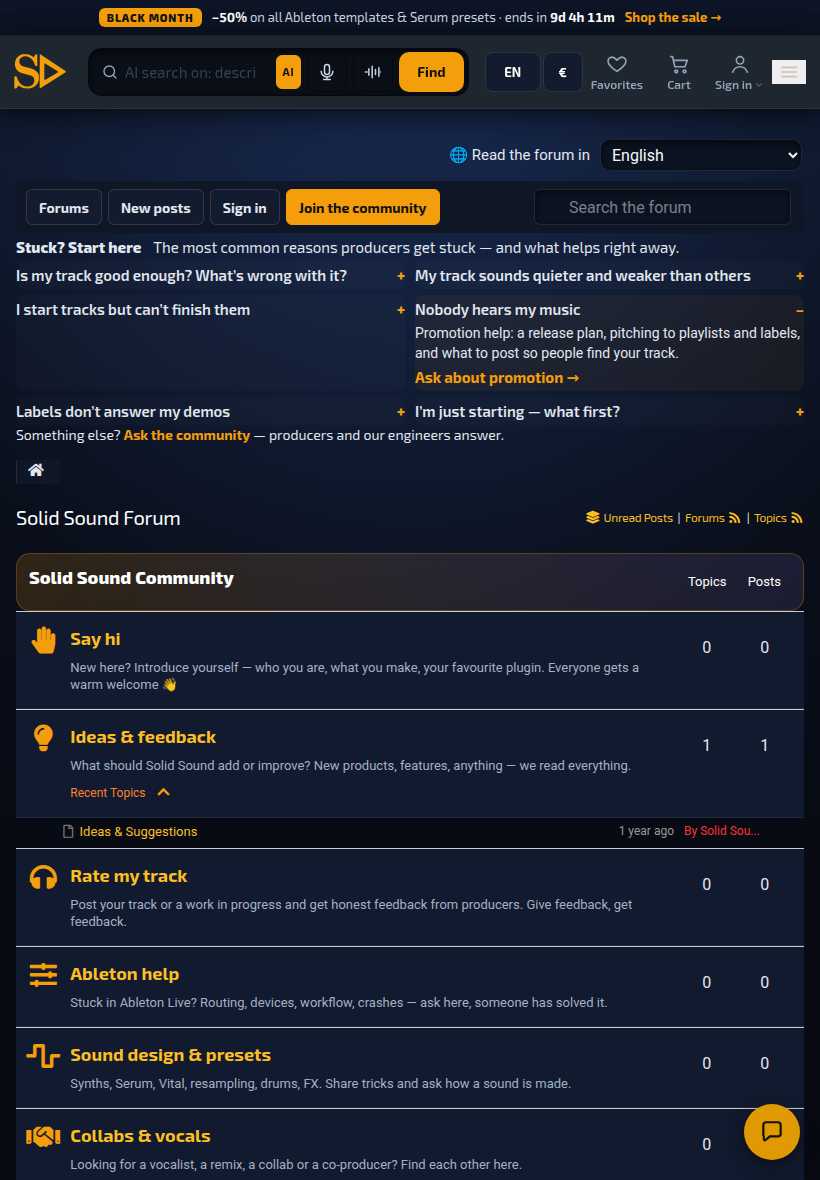 BLACK MONTH −50% on all Ableton templates & Serum presets · ends in 9d 4h 11m Shop the sale →
AI search on: descri AI Find EN € Favorites Cart Sign in
🌐 Read the forum in English
Forums New posts Sign in Join the community Search the forum
Stuck? Start here The most common reasons producers get stuck — and what helps right away.
Is my track good enough? What's wrong with it? +
My track sounds quieter and weaker than others +
I start tracks but can't finish them +
Nobody hears my music −
Promotion help: a release plan, pitching to playlists and labels,
and what to post so people find your track.
Ask about promotion →
Labels don't answer my demos +
I'm just starting — what first? +
Something else? Ask the community — producers and our engineers answer.
Solid Sound Forum
Unread Posts | Forums | Topics
Solid Sound Community Topics Posts
Say hi 0 0
New here? Introduce yourself — who you are, what you make, your favourite plugin. Everyone gets a
warm welcome 👋
Ideas & feedback 1 1
What should Solid Sound add or improve? New products, features, anything — we read everything.
Recent Topics
Ideas & Suggestions 1 year ago By Solid Sou...
Rate my track 0 0
Post your track or a work in progress and get honest feedback from producers. Give feedback, get
feedback.
Ableton help 0 0
Stuck in Ableton Live? Routing, devices, workflow, crashes — ask here, someone has solved it.
Sound design & presets 0 0
Synths, Serum, Vital, resampling, drums, FX. Share tricks and ask how a sound is made.
Collabs & vocals 0
Looking for a vocalist, a remix, a collab or a co-producer? Find each other here.